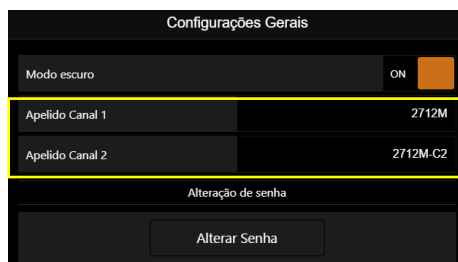 Configurações Gerais
Modo escuro ON
Apelido Canal 1 2712M
Apelido Canal 2 2712M-C2
Alteração de senha
Alterar Senha